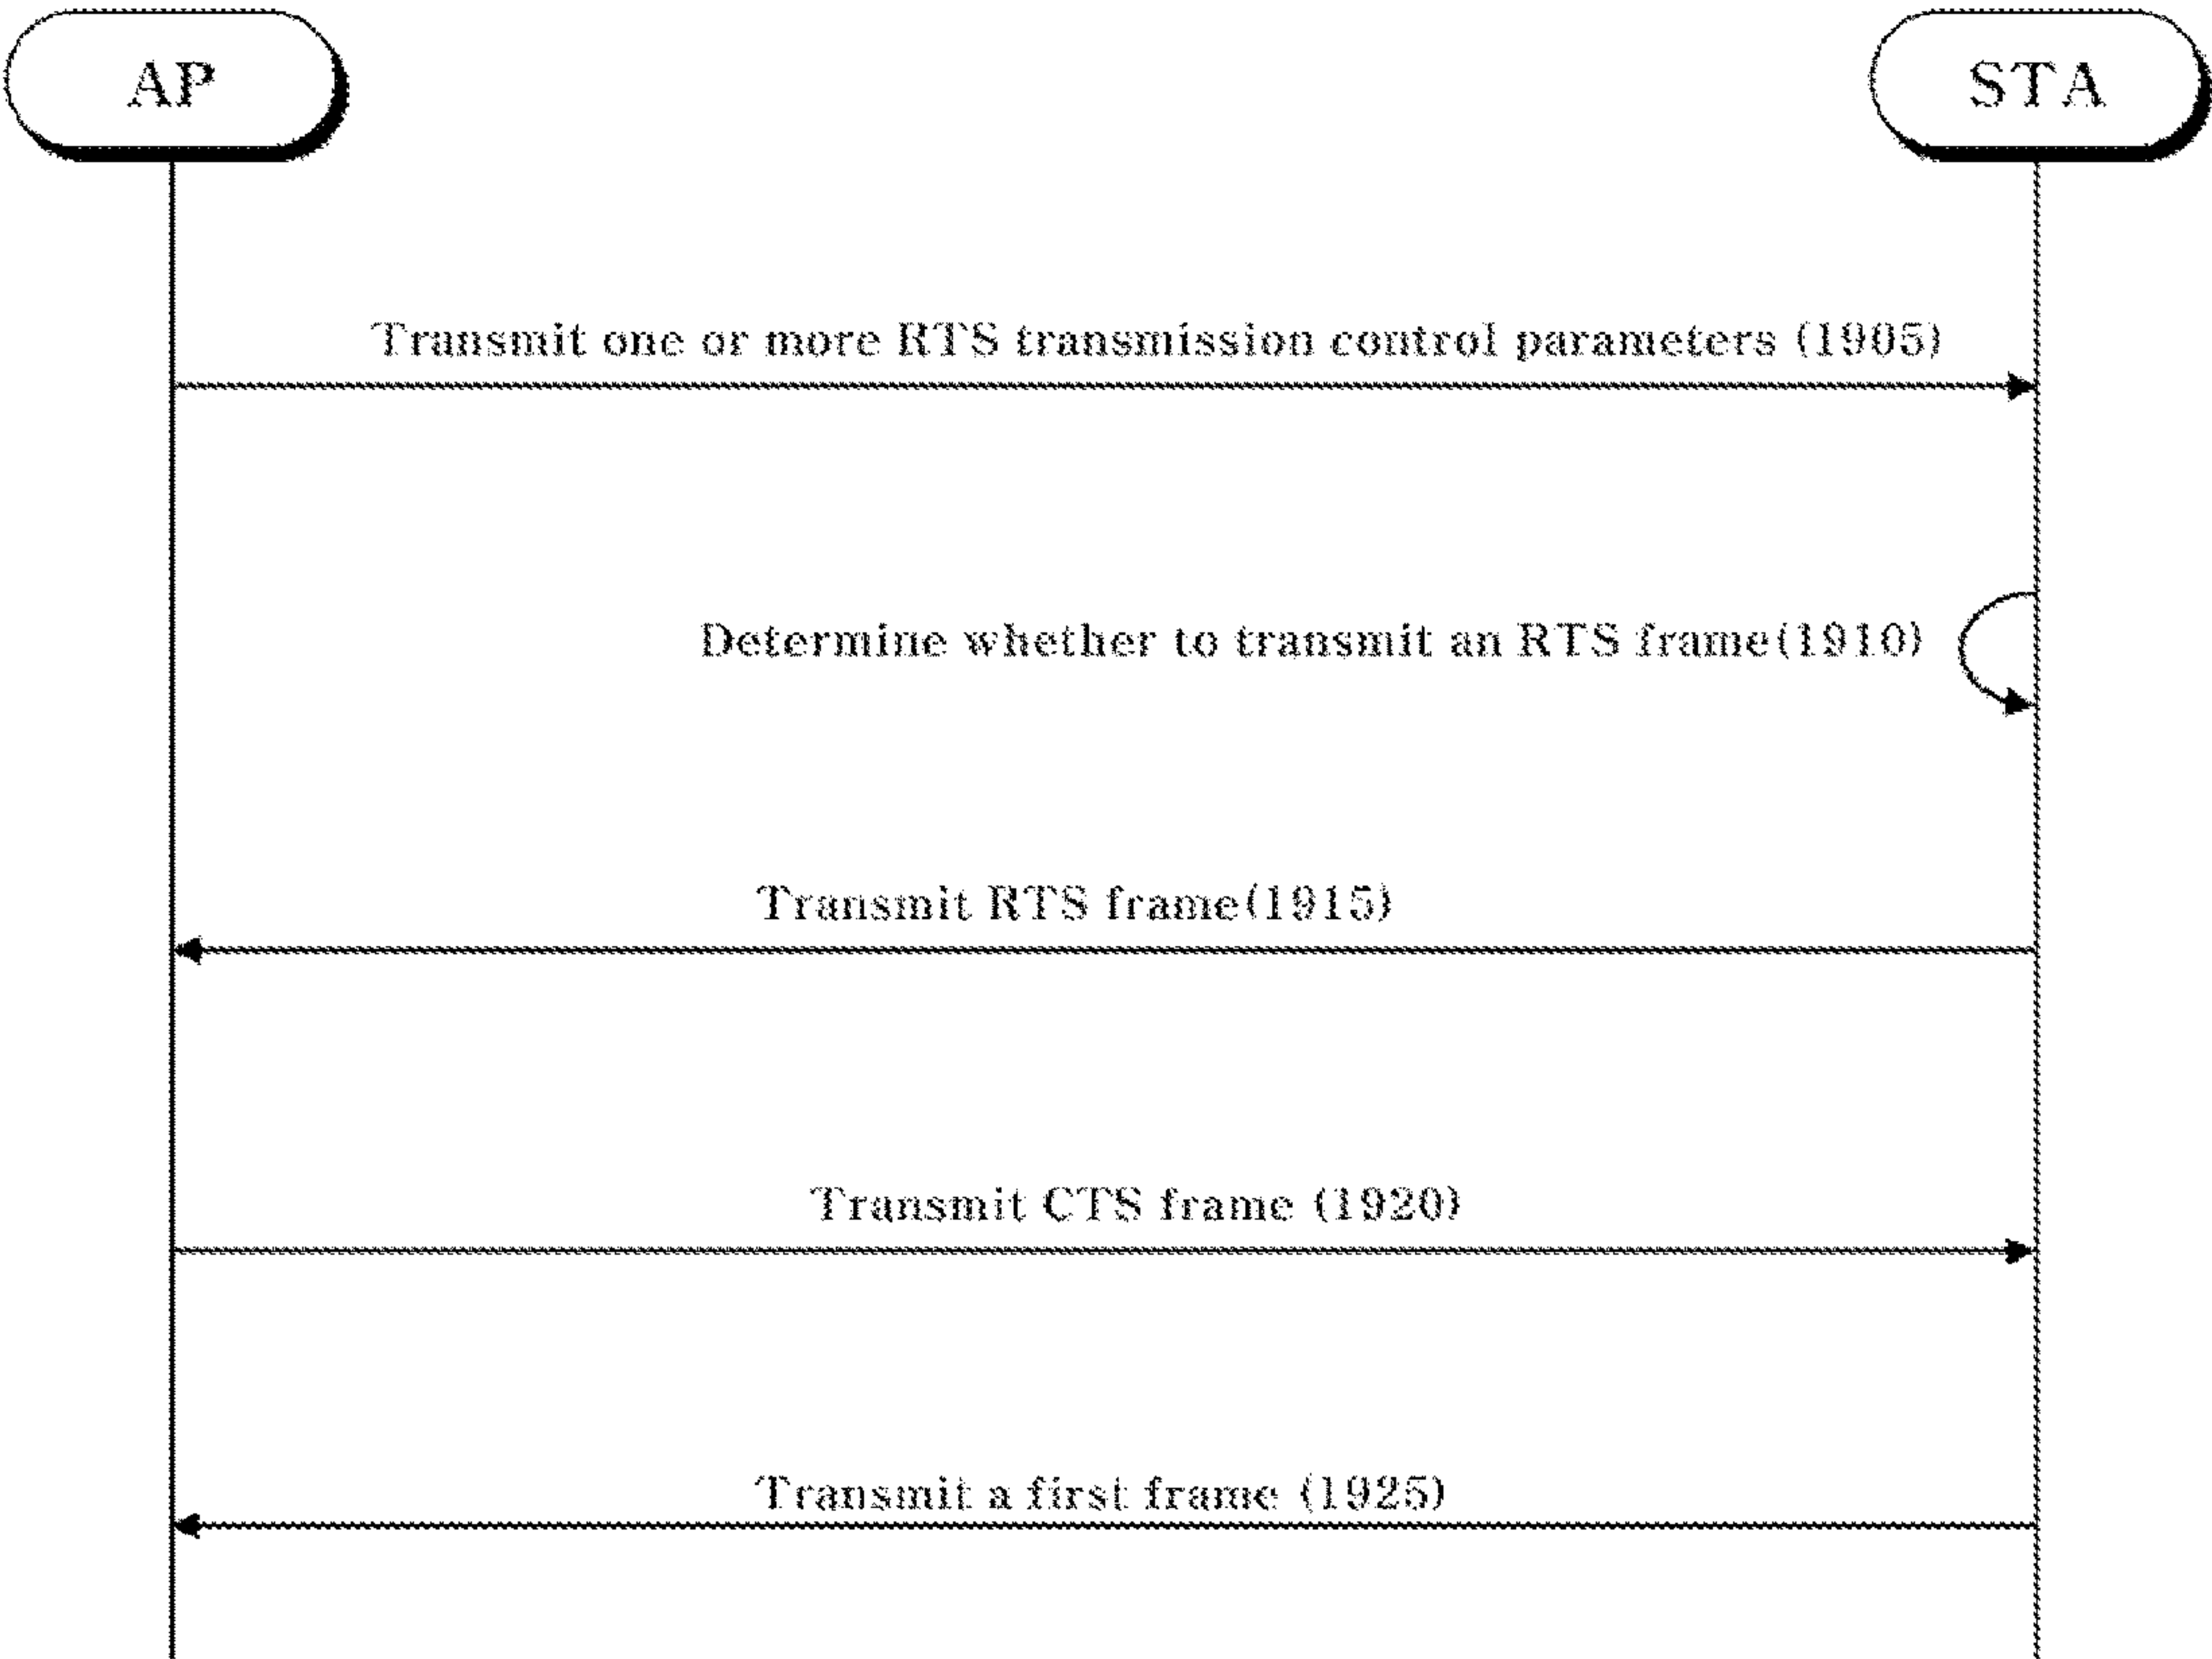 AP
STA
Transmit one or more RTS transmission control parameters (1905)
Determine whether to transmit an RTS frame(1910)
Transmit RTS frame(1915)
Transmit CTS frame (1920)
Transmit a first frame (1925)